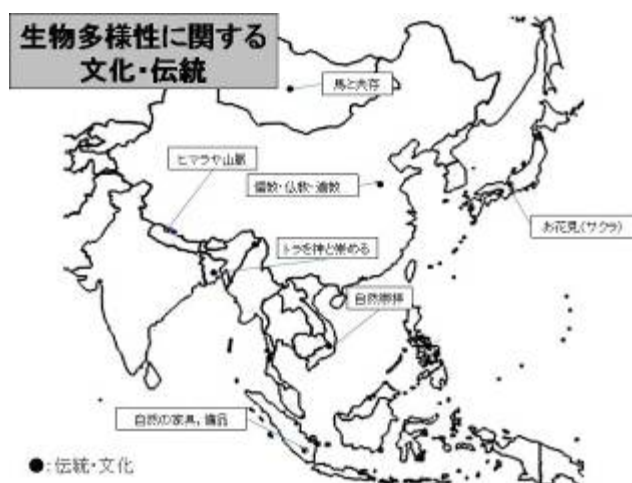 生物多様性に関する
文化・伝統
馬と共存
ヒマラヤ山脈
儒教・仏教・道教
お花見(サクラ)
トラを神と崇める
自然崇拝
自然の家具，備品
●:伝統・文化